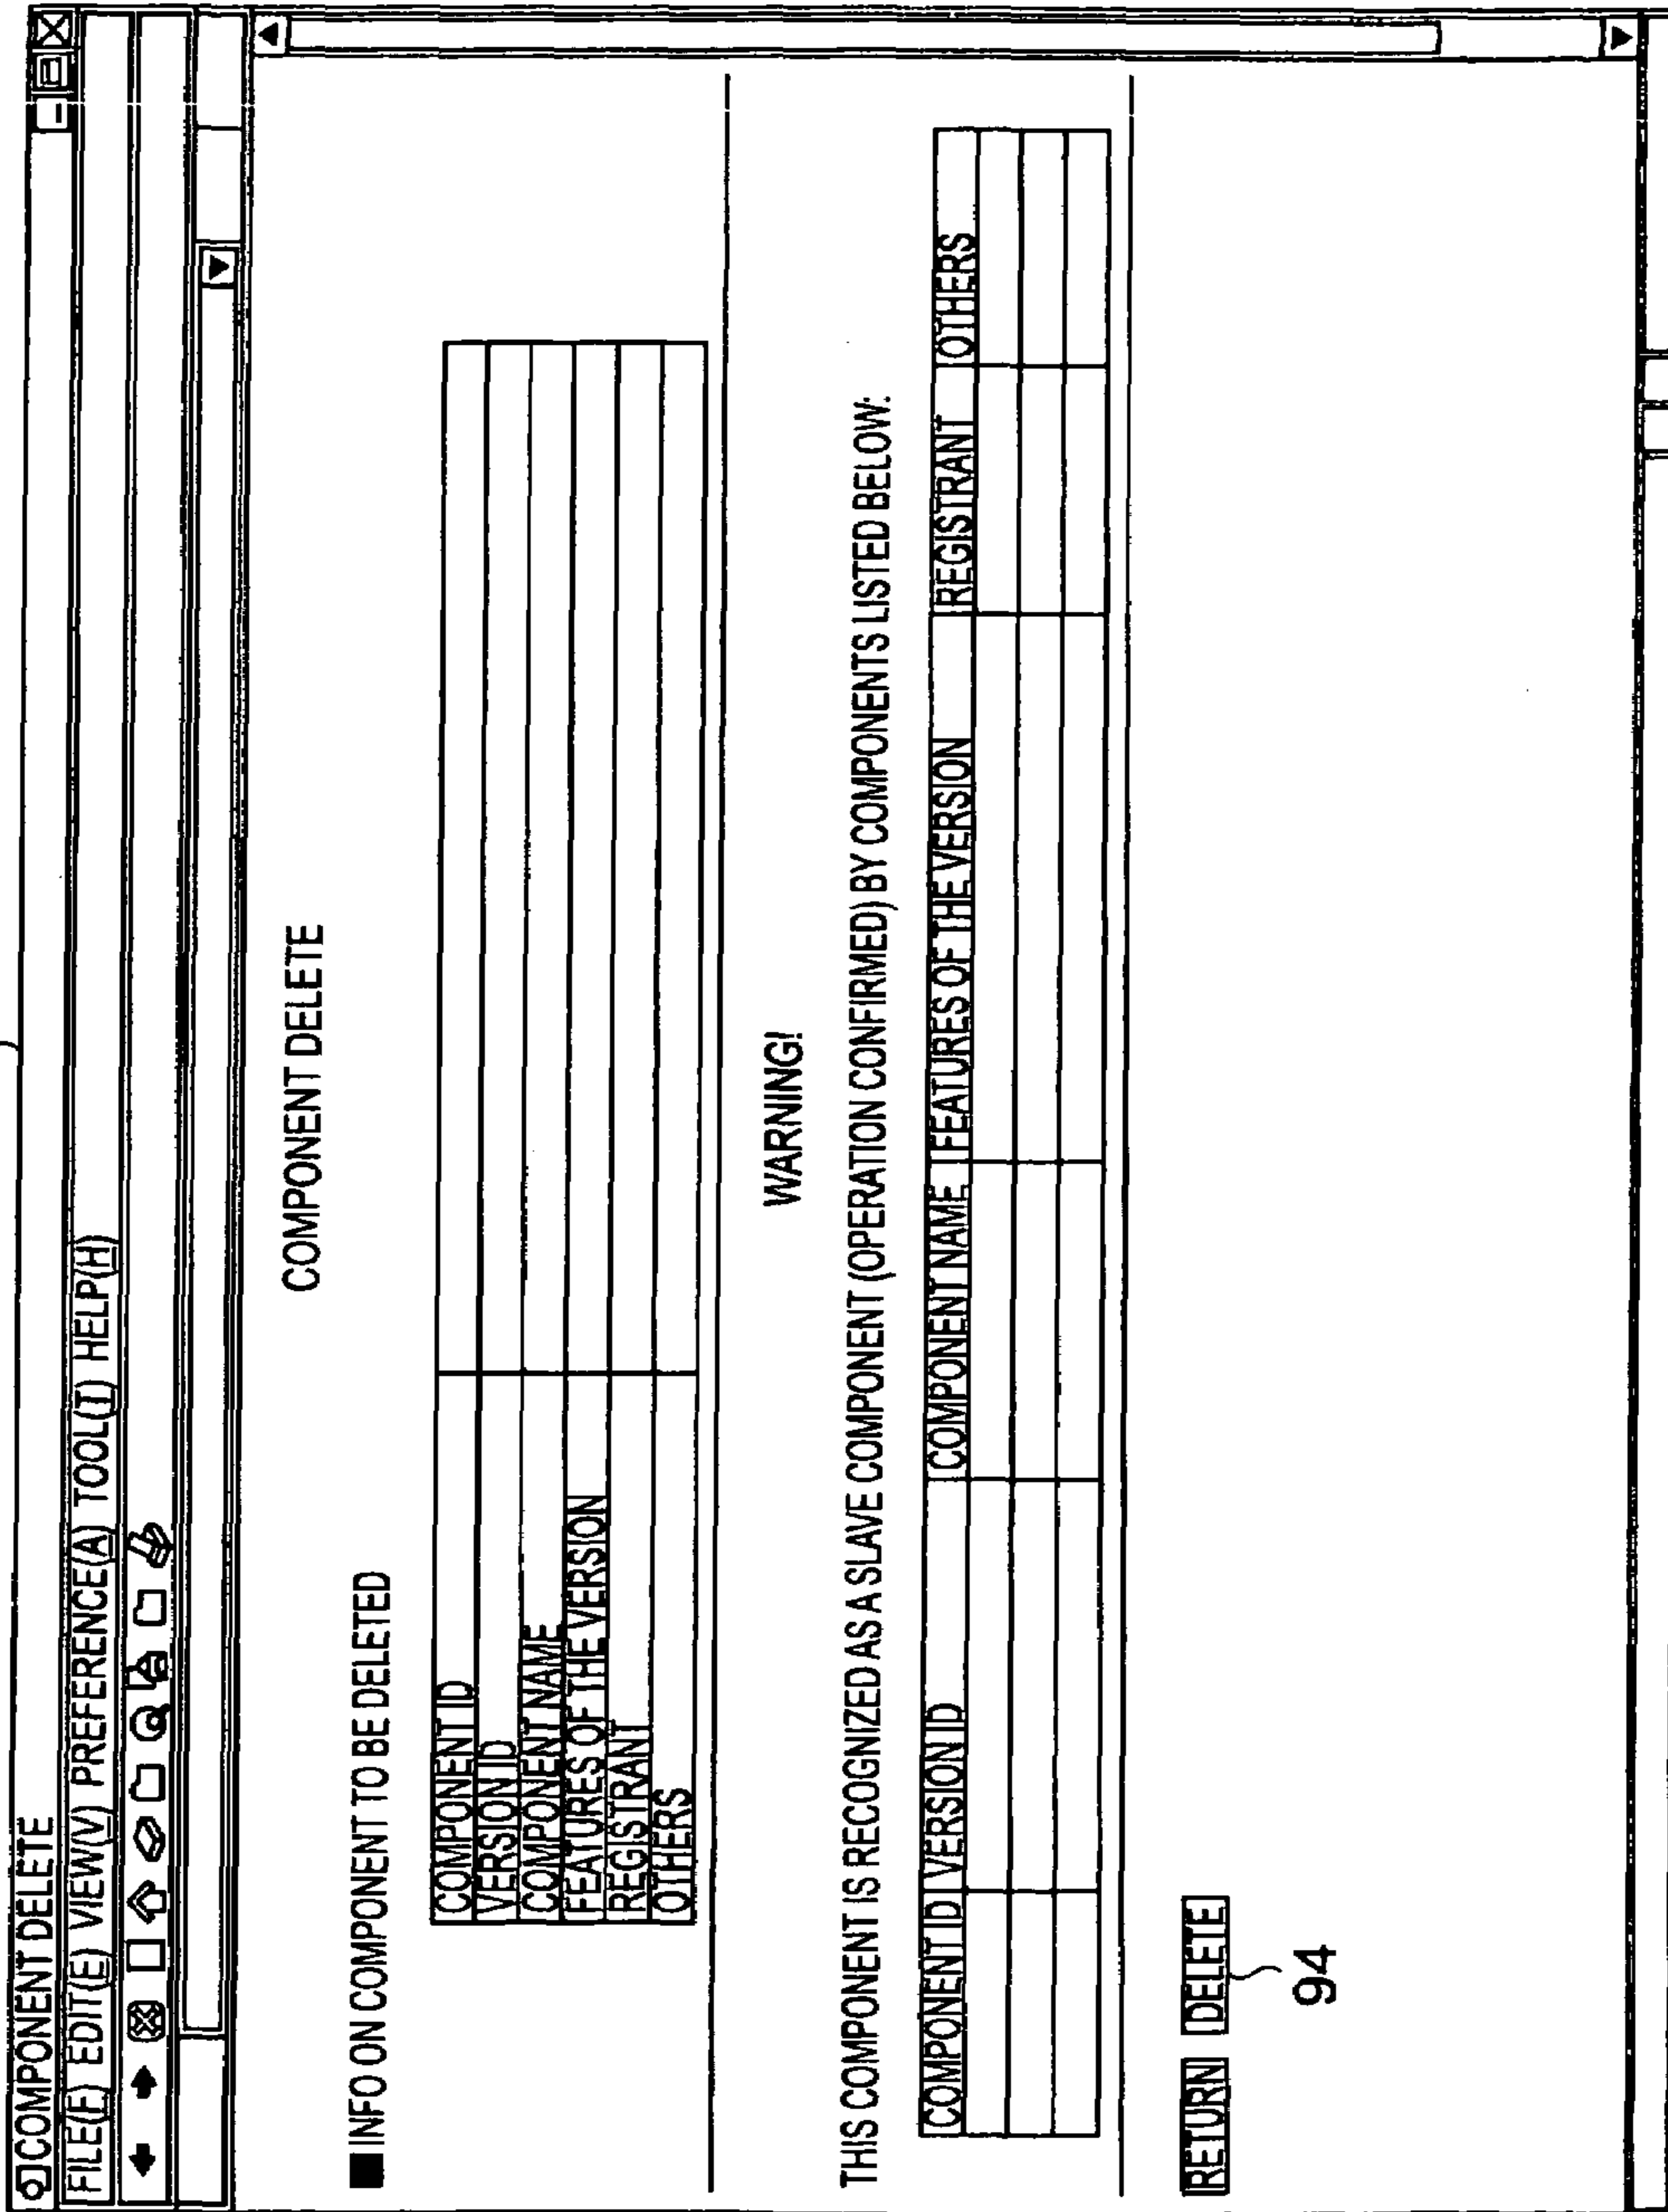 COMPONENT DELETE
FILE(F) EDIT(E) VIEW(V) PREFERENCE(A) TOOL(T) HELP(H)
COMPONENT DELETE
■ INFO ON COMPONENT TO BE DELETED
COMPONENT ID
VERSION ID
COMPONENT NAME
FEATURES OF THE VERSION
REGISTRANT
OTHERS
WARNING!
THIS COMPONENT IS RECOGNIZED AS A SLAVE COMPONENT (OPERATION CONFIRMED) BY COMPONENTS LISTED BELOW:
COMPONENT ID VERSION ID COMPONENT NAME FEATURES OF THE VERSION REGISTRANT OTHERS
RETURN DELETE
94